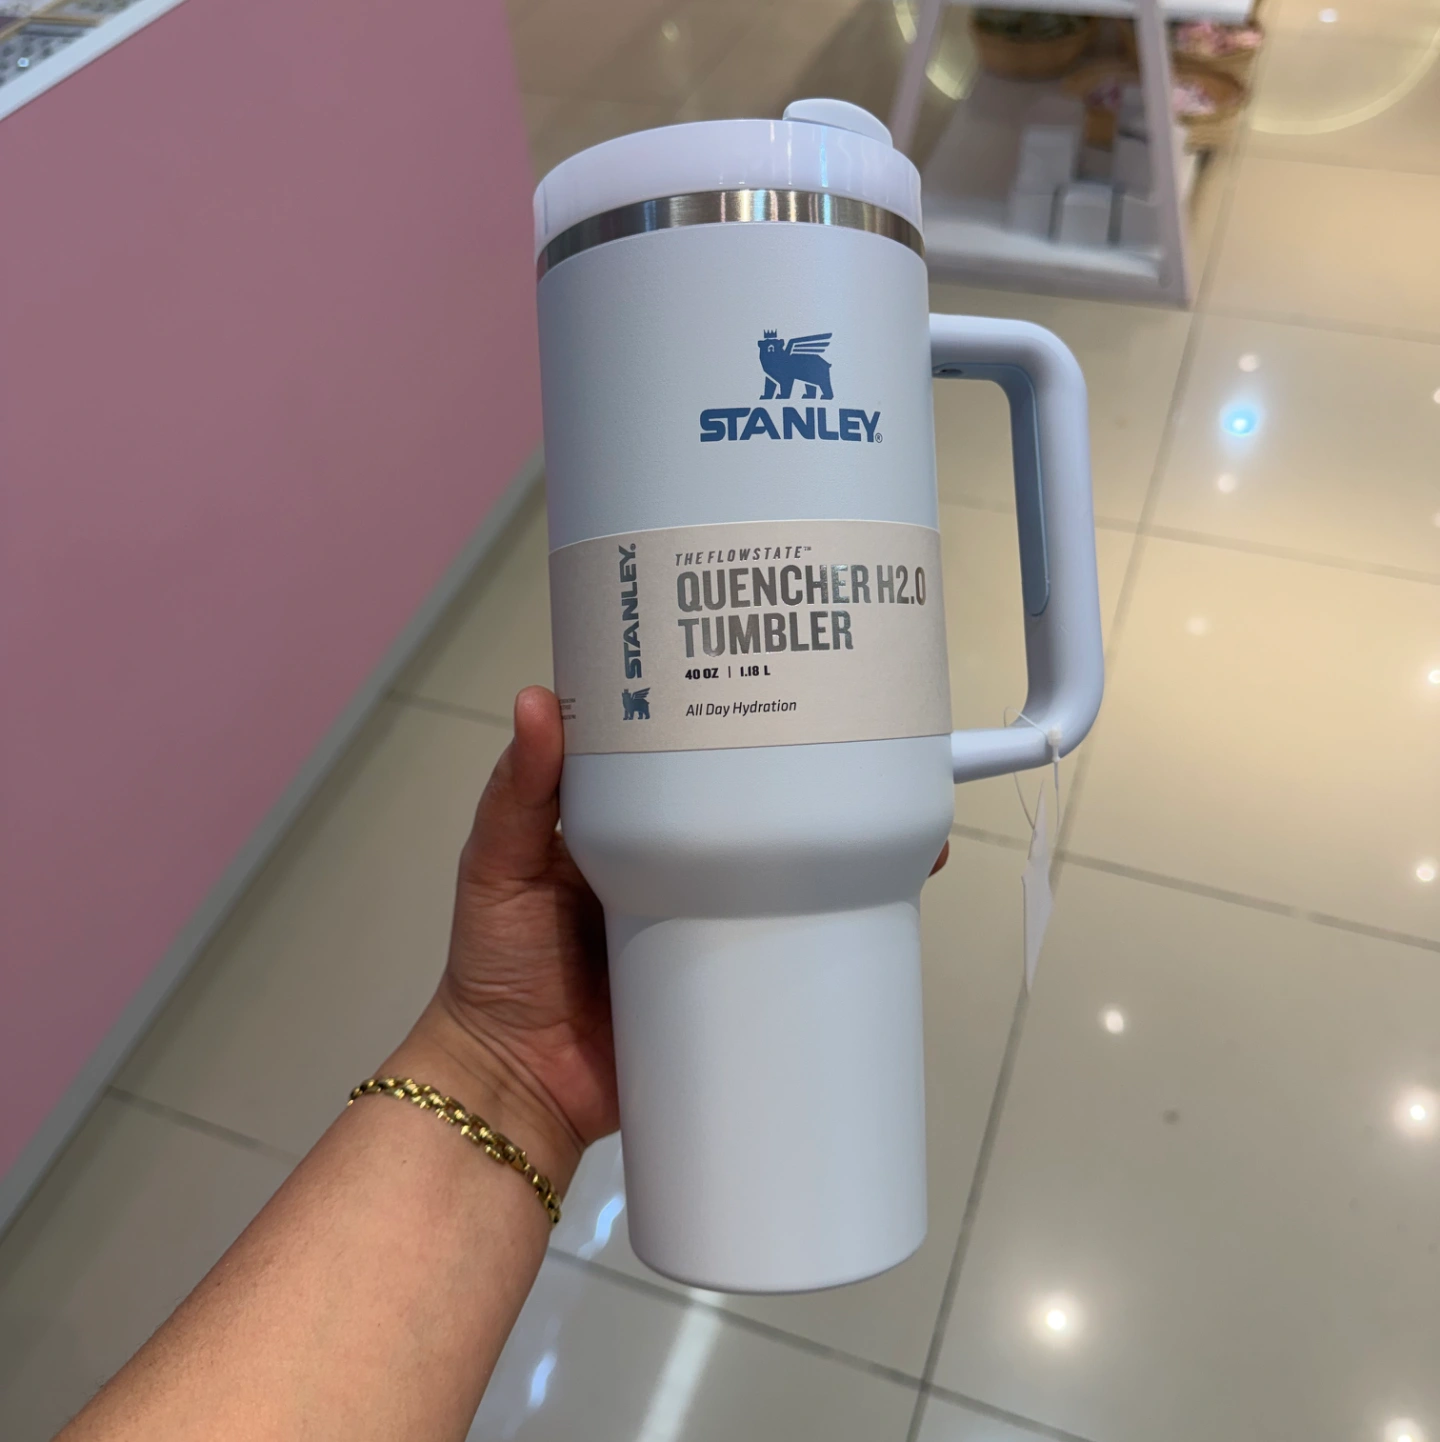 STANLEY®
STANLEY®
THE FLOWSTATE™
QUENCHER H2.0
TUMBLER
40 OZ | 1.18 L
All Day Hydration